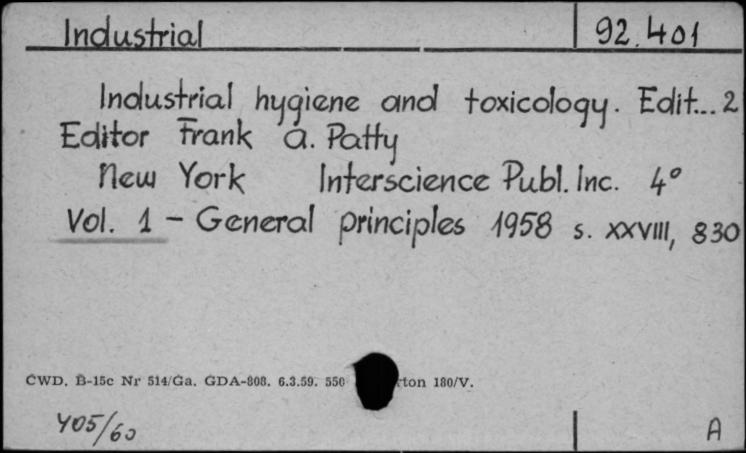 Industrial 92.401
Industrial hygiene and toxicology. Edit... 2
Editor Frank A. Patty
New York Interscience Publ. Inc. 4°
Vol. 1 - General principles 1958 s. XXVIII, 830
CWD, B-15c Nr 514/Ga. GDA-808. 6.3.59. 550 rton 180/V.
405/60 A